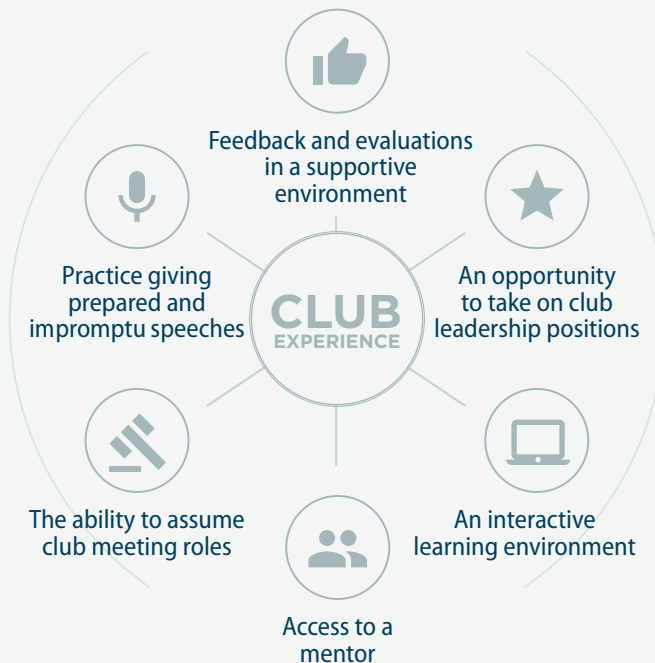 Feedback and evaluations
in a supportive
environment
Practice giving
prepared and
impromptu speeches
CLUB
EXPERIENCE
An opportunity
to take on club
leadership positions
The ability to assume
club meeting roles
An interactive
learning environment
Access to a
mentor